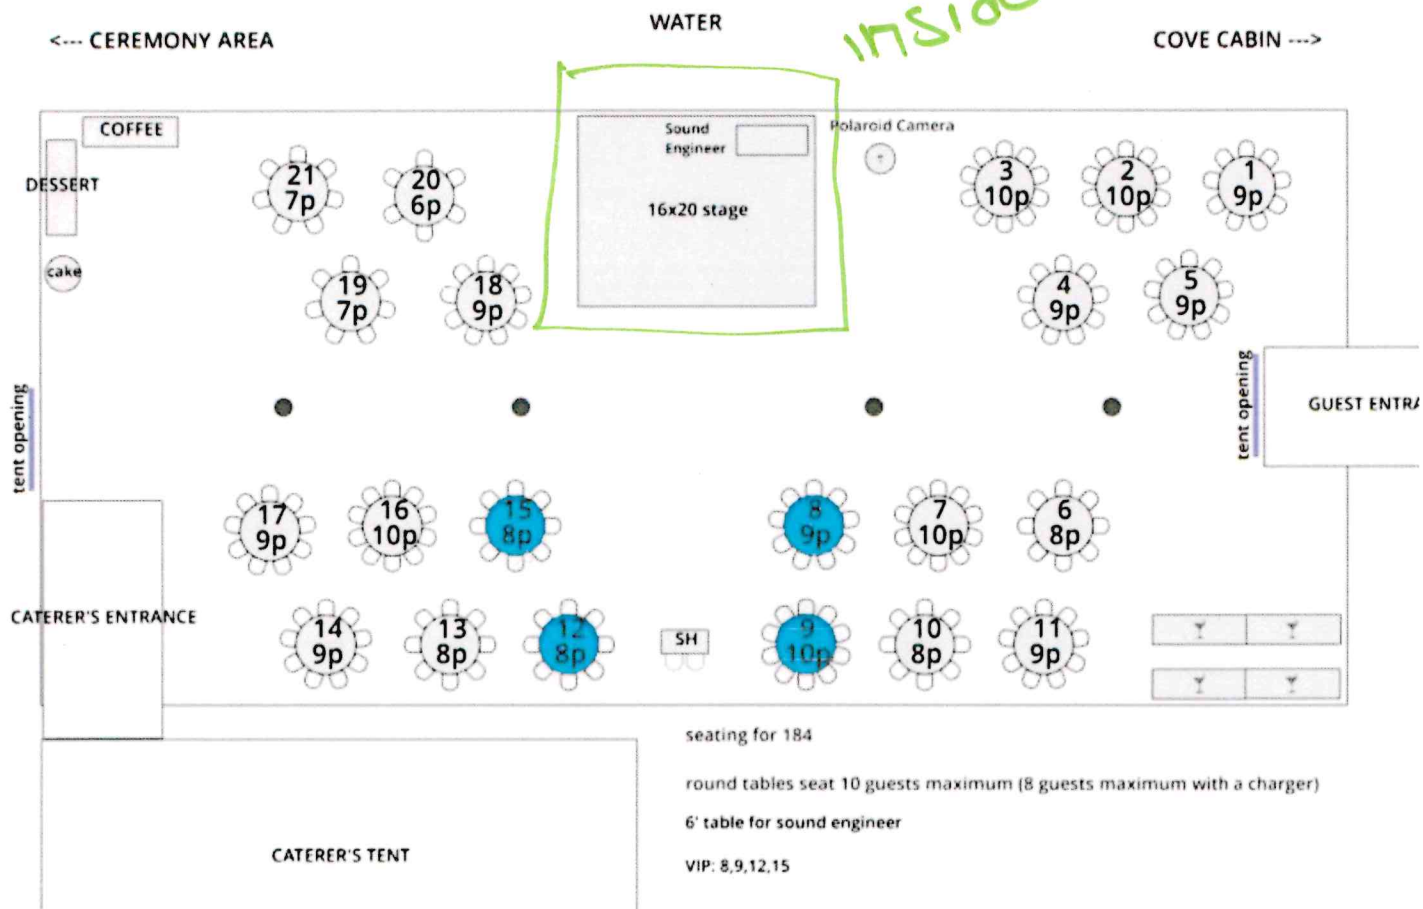 WATER
INSIDE
<--- CEREMONY AREA
COVE CABIN --->
COFFEE
DESSERT
cake
Sound
Engineer
16x20 stage
Polaroid Camera
21
7p
20
6p
3
10p
2
10p
1
9p
19
7p
18
9p
4
9p
5
9p
tent opening
tent opening
GUEST ENTRA
17
9p
16
10p
15
8p
8
9p
7
10p
6
8p
CATERER'S ENTRANCE
14
9p
13
8p
12
8p
SH
9
10p
10
8p
11
9p
seating for 184
round tables seat 10 guests maximum (8 guests maximum with a charger)
6' table for sound engineer
VIP: 8,9,12,15
CATERER'S TENT